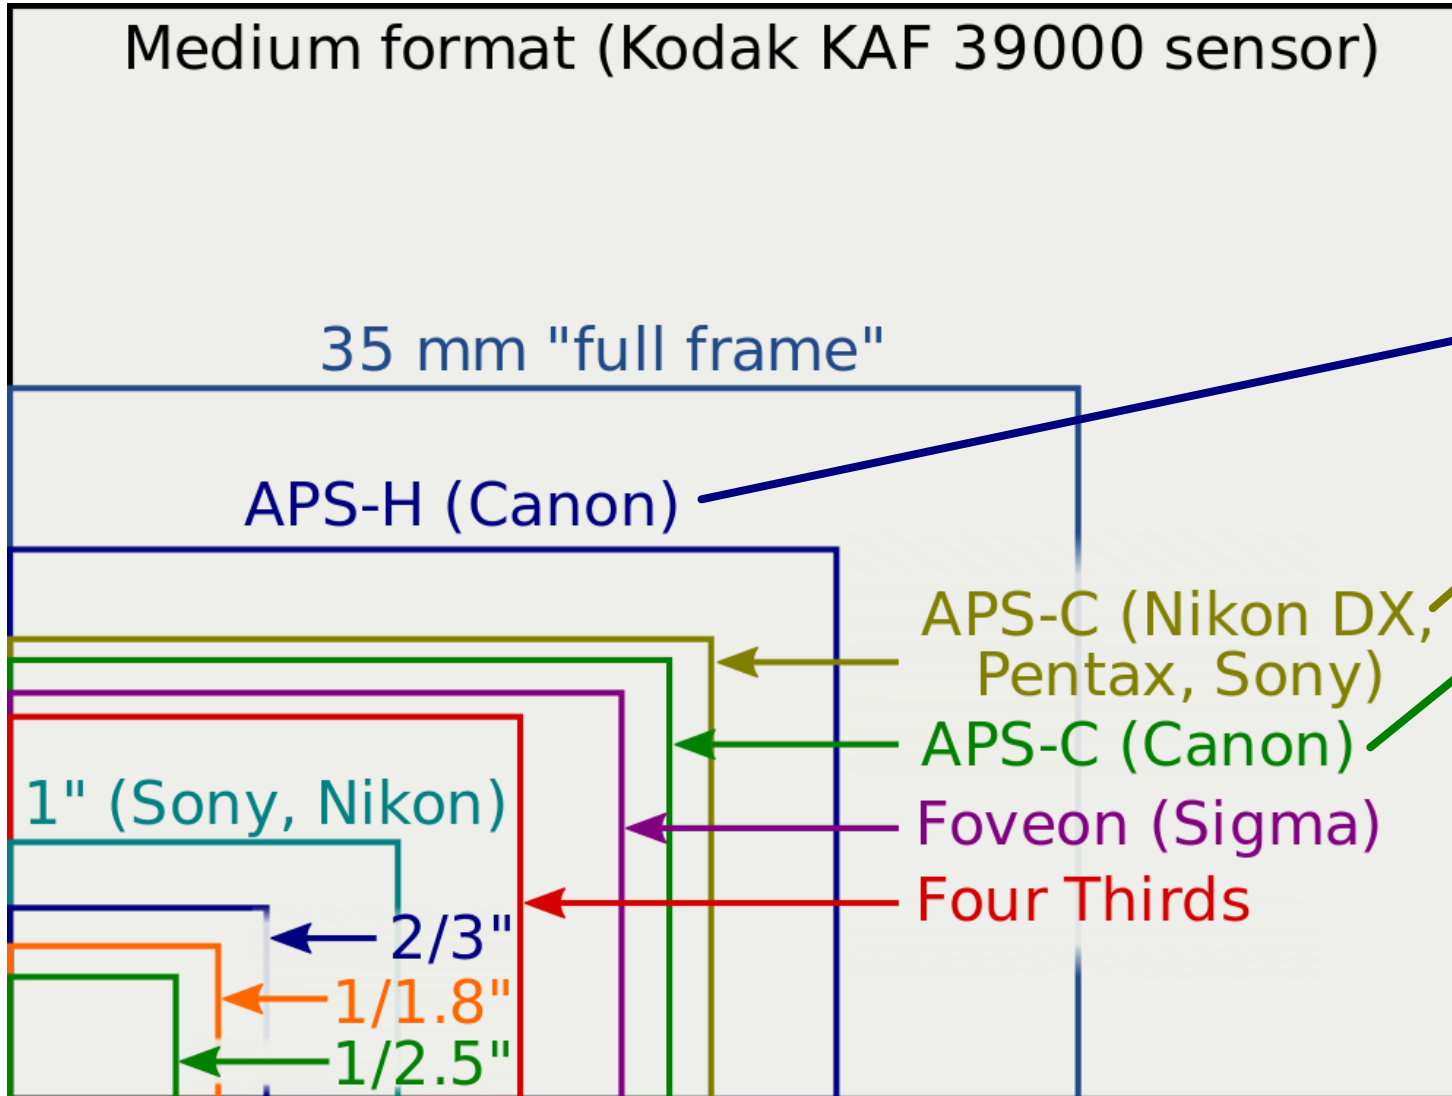 Medium format (Kodak KAF 39000 sensor)
35 mm "full frame"
APS-H (Canon)
APS-C (Nikon DX,
Pentax, Sony)
APS-C (Canon)
1" (Sony, Nikon)
Foveon (Sigma)
Four Thirds
2/3"
1/1.8"
1/2.5"